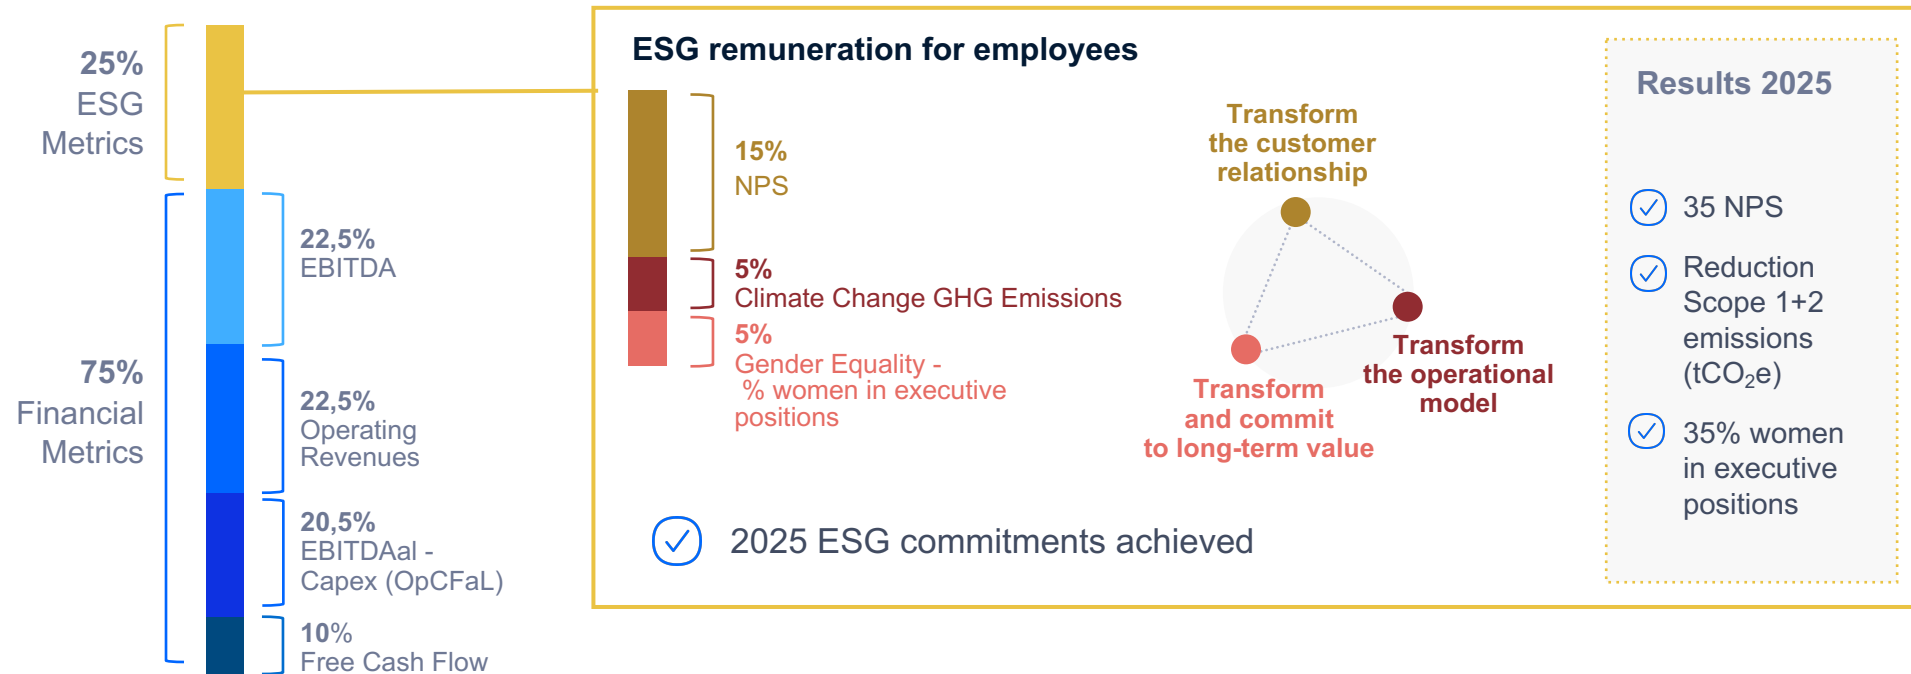 25%
ESG
Metrics
75%
Financial
Metrics
22,5%
EBITDA
22,5%
Operating
Revenues
20,5%
EBITDAal -
Capex (OpCFaL)
10%
Free Cash Flow
ESG remuneration for employees
15%
NPS
5%
Climate Change GHG Emissions
5%
Gender Equality -
% women in executive
positions
Transform
the customer
relationship
Transform
the operational
model
Transform
and commit
to long-term value
2025 ESG commitments achieved
Results 2025
35 NPS
Reduction
Scope 1+2
emissions
(tCO₂e)
35% women
in executive
positions